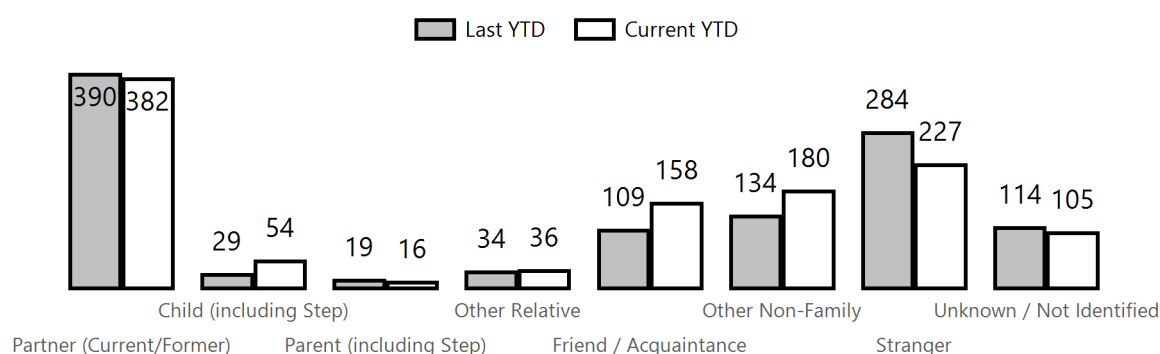 Last YTD Current YTD
390 382 29 54 19 16 34 36 109 158 134 180 284 227 114 105
Child (including Step) Other Relative Other Non-Family Unknown / Not Identified
Partner (Current/Former) Parent (including Step) Friend / Acquaintance Stranger